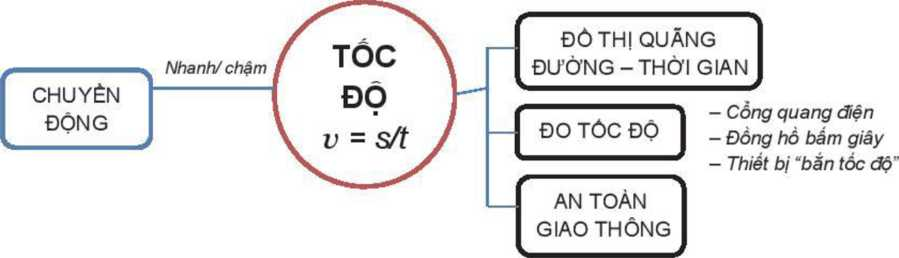 CHUYỂN
ĐỘNG
Nhanh/ chậm
TỐC
ĐỘ
v = s/t
ĐỒ THỊ QUÃNG
ĐƯỜNG – THỜI GIAN
ĐO TỐC ĐỘ
– Cổng quang điện
– Đồng hồ bấm giây
– Thiết bị “bắn tốc độ”
AN TOÀN
GIAO THÔNG